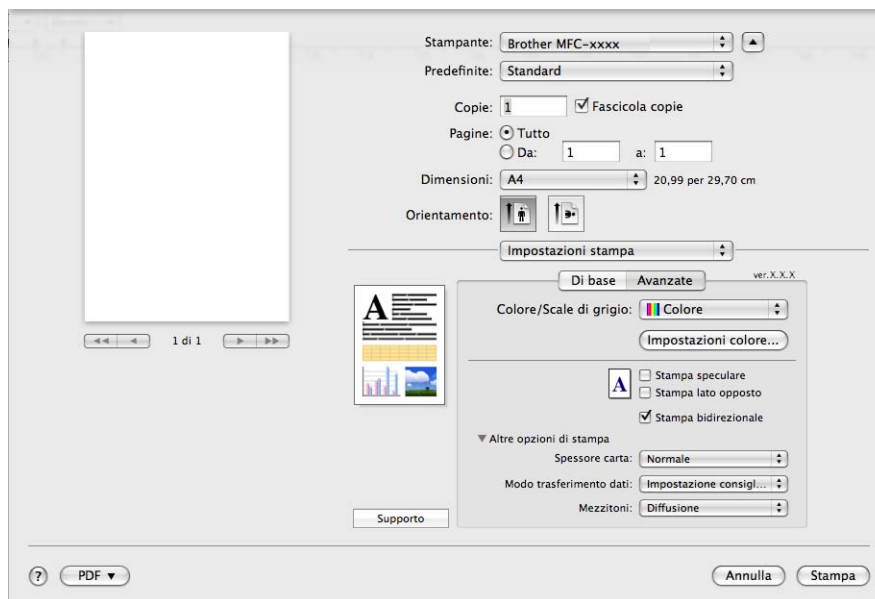 Stampante: Brother MFC-xxxx
Predefinite: Standard
Copie: 1 Fascicola copie
Pagine: Tutto
Da: 1 a: 1
Dimensioni: A4 20,99 per 29,70 cm
Orientamento:
Impostazioni stampa
Di base Avanzate ver.X.X.X
A
Colore/Scale di grigio: Colore
1 di 1
Impostazioni colore...
A
Stampa speculare
Stampa lato opposto
Stampa bidirezionale
Altre opzioni di stampa
Spessore carta: Normale
Modo trasferimento dati: Impostazione consigl...
Mezzitoni: Diffusione
Supporto
? PDF Annulla Stampa